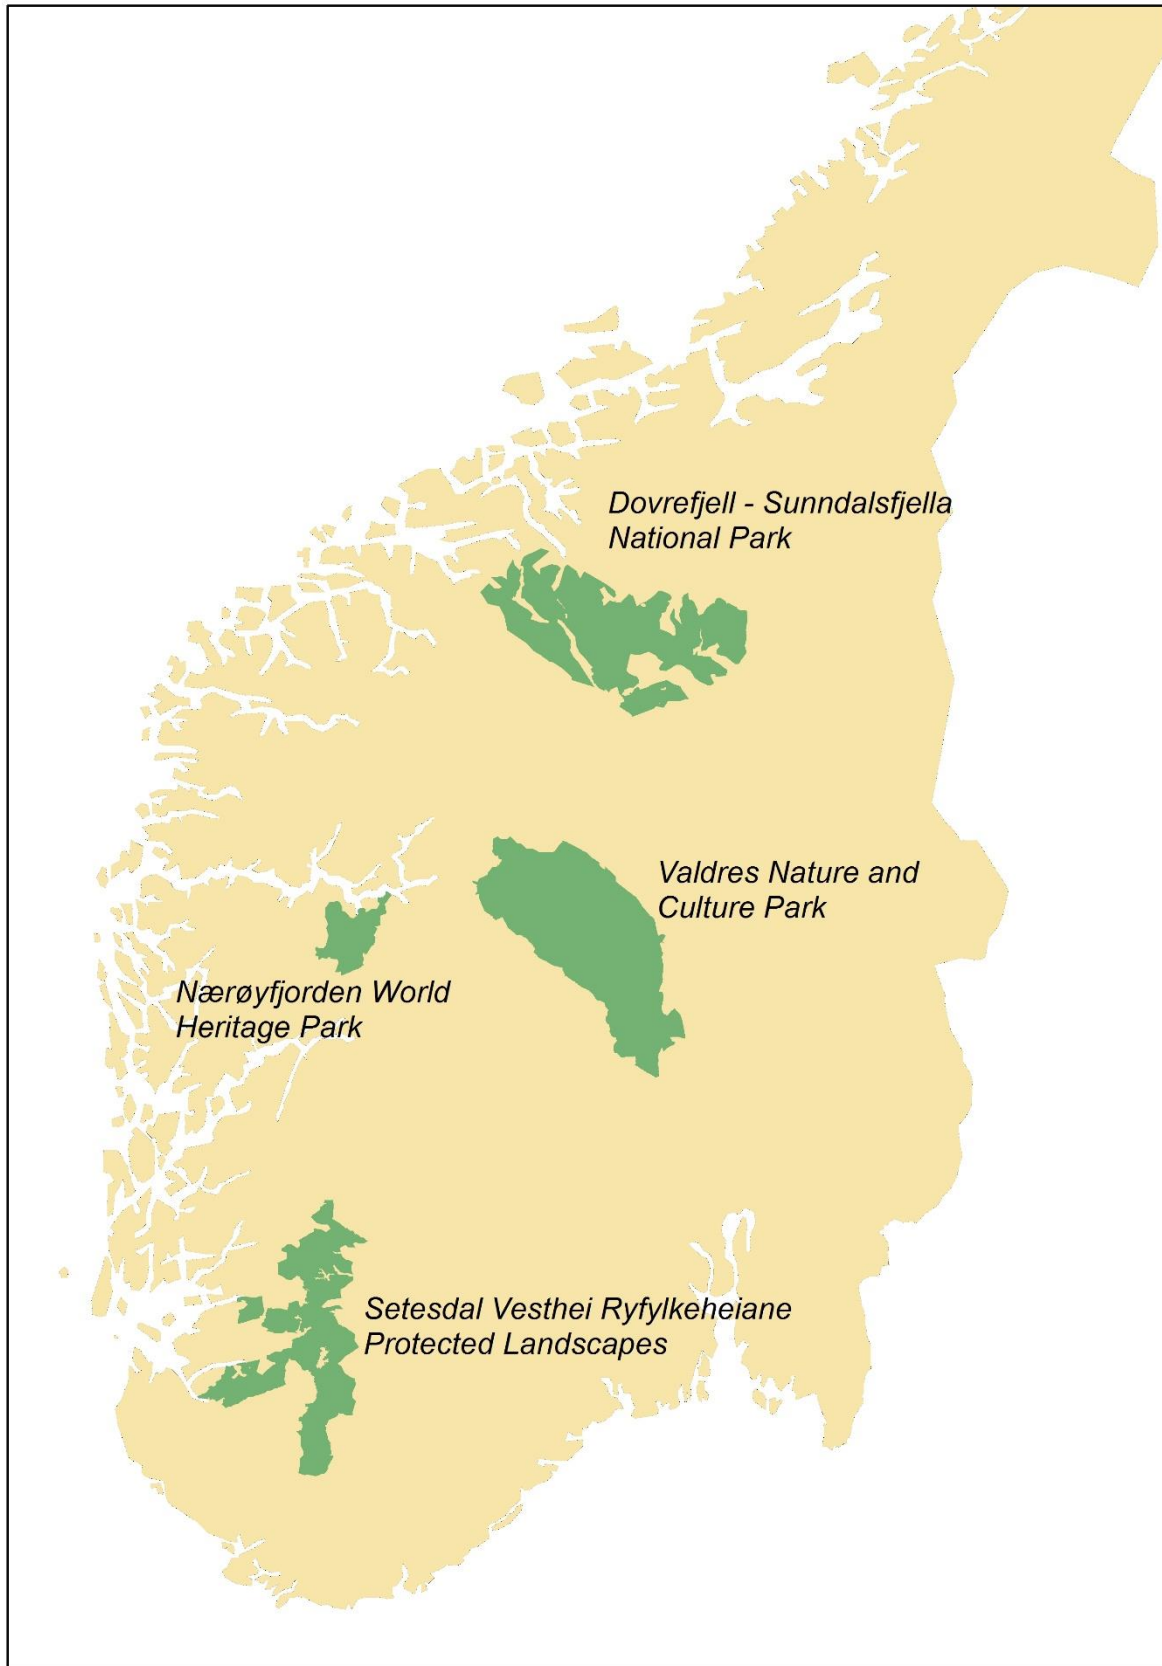 Dovrefjell - Sunndalsfjella
National Park
Valdres Nature and
Culture Park
Nærøyfjorden World
Heritage Park
Setesdal Vesthei Ryfylkeheiane
Protected Landscapes